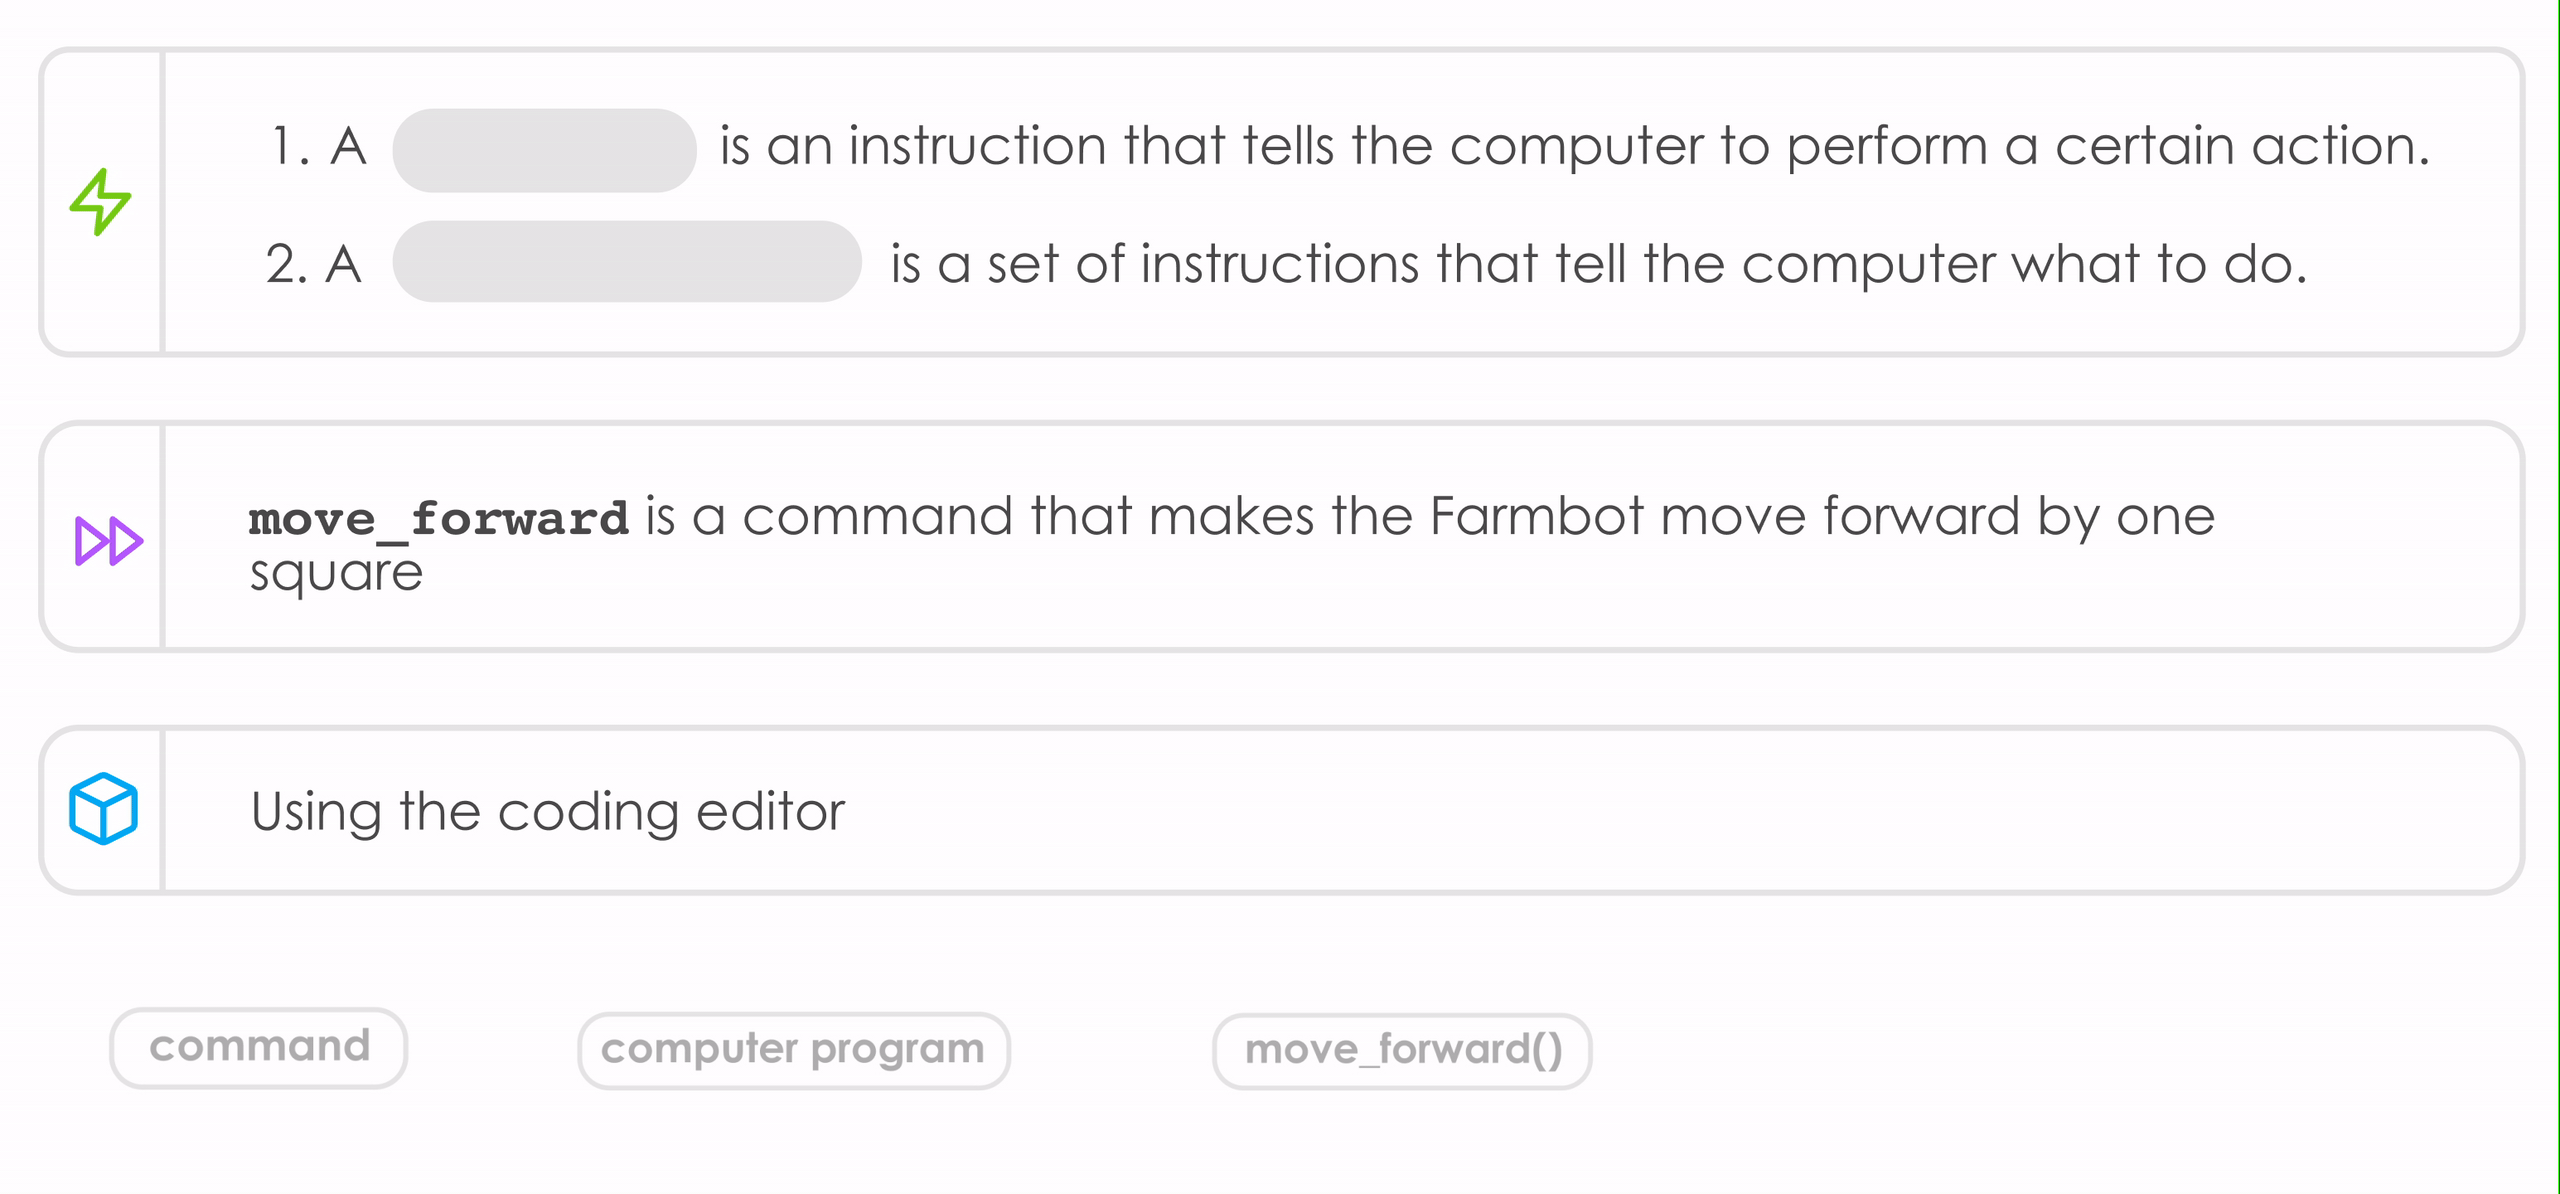 1. A is an instruction that tells the computer to perform a certain action.
2. A is a set of instructions that tell the computer what to do.
move_forward is a command that makes the Farmbot move forward by one
square
Using the coding editor
command computer program move_forward()